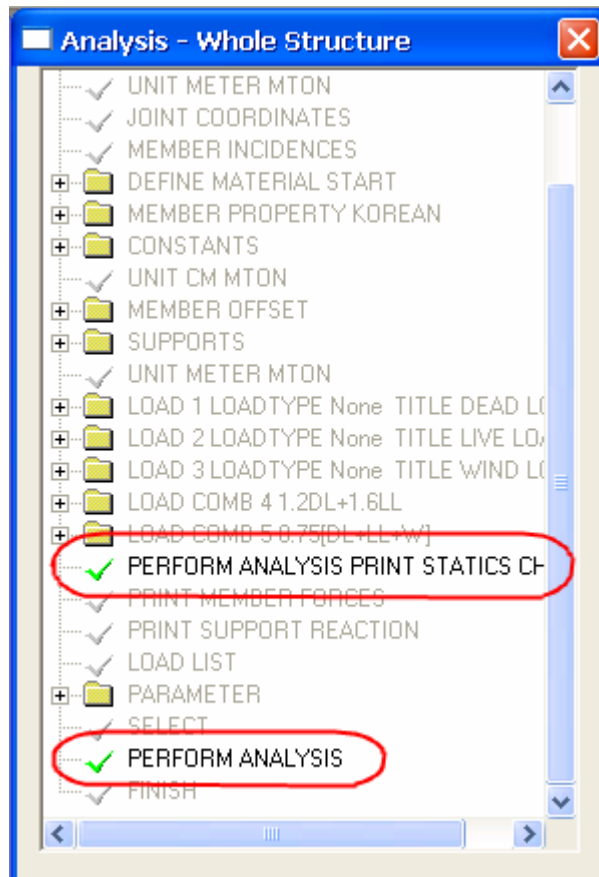 Analysis - Whole Structure
UNIT METER MTON
JOINT COORDINATES
MEMBER INCIDENCES
DEFINE MATERIAL START
MEMBER PROPERTY KOREAN
CONSTANTS
UNIT CM MTON
MEMBER OFFSET
SUPPORTS
UNIT METER MTON
LOAD 1 LOADTYPE None TITLE DEAD LO
LOAD 2 LOADTYPE None TITLE LIVE LOA
LOAD 3 LOADTYPE None TITLE WIND LO
LOAD COMB 4 1.2DL+1.6LL
LOAD COMB 5 0.75[DL+LL+W]
PERFORM ANALYSIS PRINT STATICS CH
PRINT MEMBER FORCES
PRINT SUPPORT REACTION
LOAD LIST
PARAMETER
SELECT
PERFORM ANALYSIS
FINISH